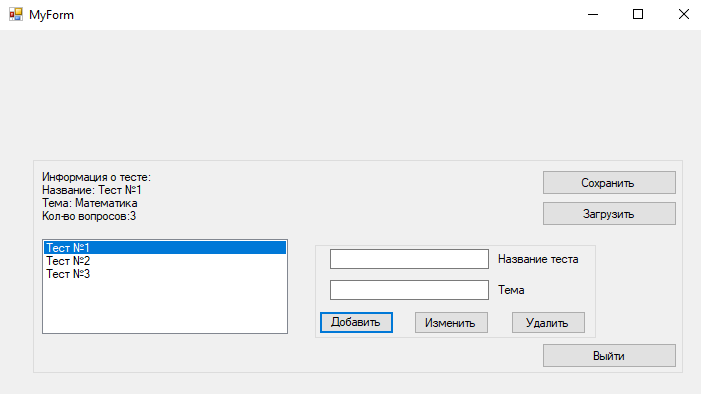 MyForm
Информация о тесте:
Название: Тест №1
Тема: Математика
Кол-во вопросов:3
Сохранить
Загрузить
Тест №1
Тест №2
Тест №3
Название теста
Тема
Добавить
Изменить
Удалить
Выйти